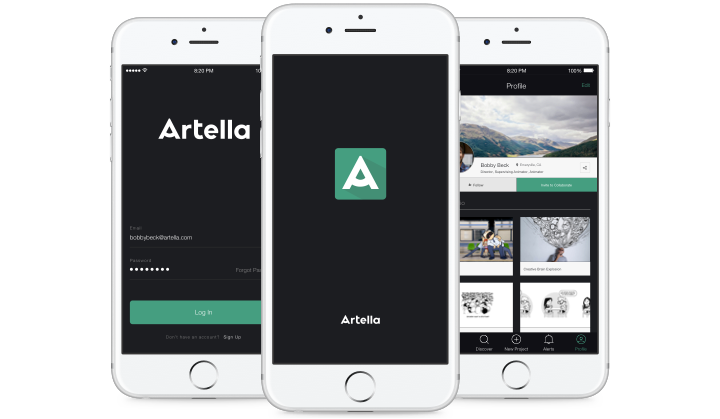 8:20 PM
10
Artella
Email
bobbybeck@artella.com
Password
Forgot Pa
Log In
Don't have an account? Sign Up
A
Artella
8:20 PM 100%
Profile Edit
Bobby Beck
Director, Supervising Animator, Animator
Follow Invite to Collaborate
Creative Brain Explosion
Discover New Project Alerts Profile